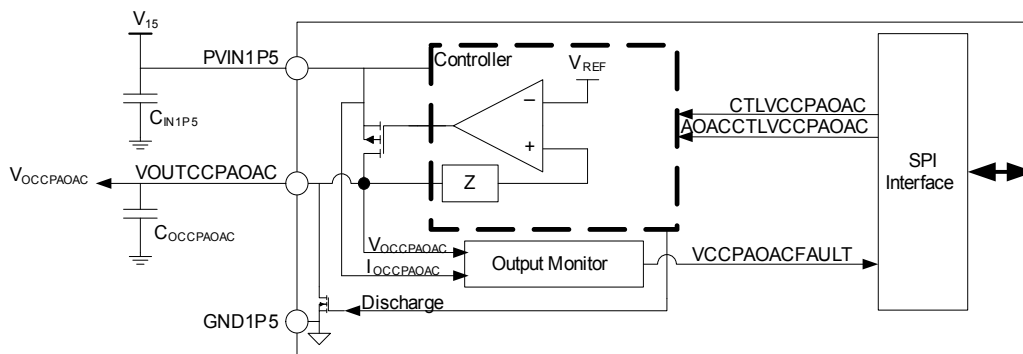 V15
PVIN1P5
Controller
VREF
CIN1P5
−
+
CTLVCCPAOAC
AOACCTLVCCPAOAC
SPI
Interface
VOCCPAOAC
VOUTCCPAOAC
Z
COCCPAOAC
VOCCPAOAC
IOCCPAOAC
Output Monitor
VCCPAOACFAULT
Discharge
GND1P5